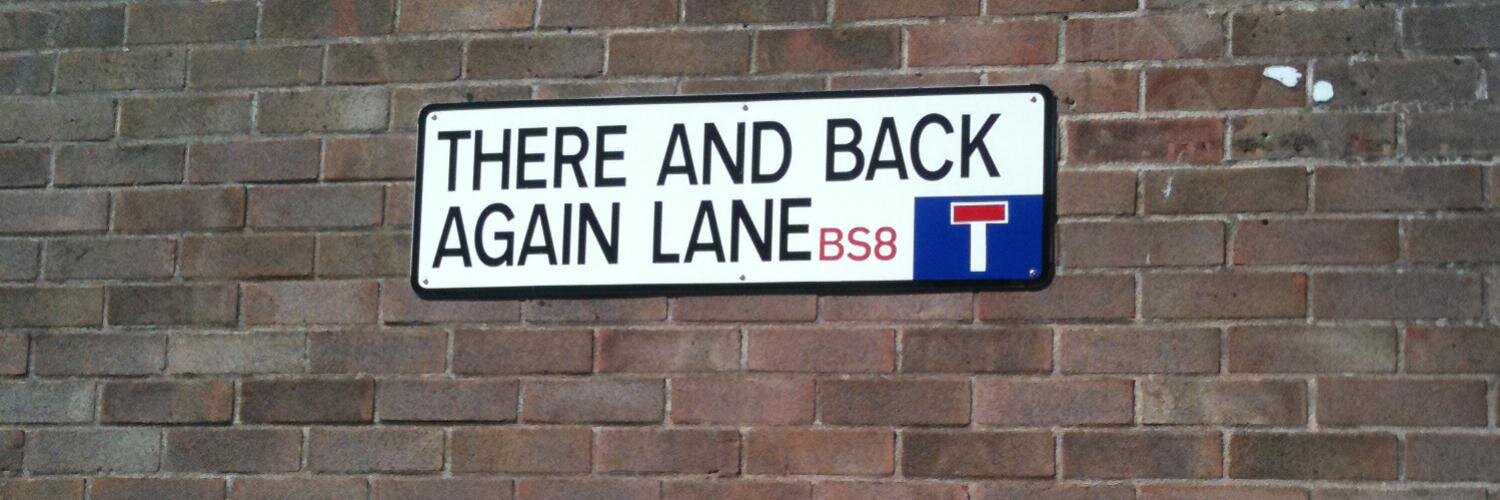 THERE AND BACK
AGAIN LANE BS8